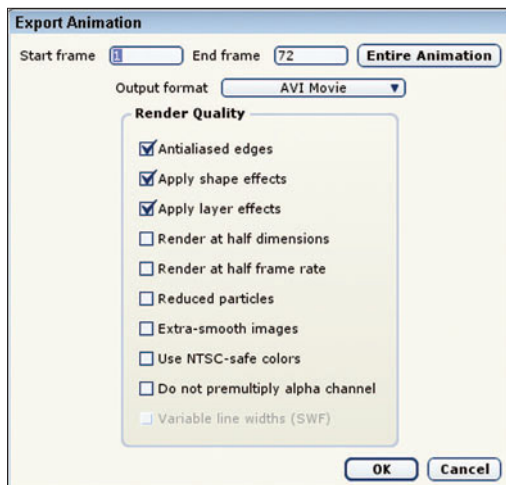 Export Animation
Start frame 1 End frame 72 Entire Animation
Output format AVI Movie
Render Quality
Antialiased edges
Apply shape effects
Apply layer effects
Render at half dimensions
Render at half frame rate
Reduced particles
Extra-smooth images
Use NTSC-safe colors
Do not premultiply alpha channel
Variable line widths (SWF)
OK Cancel